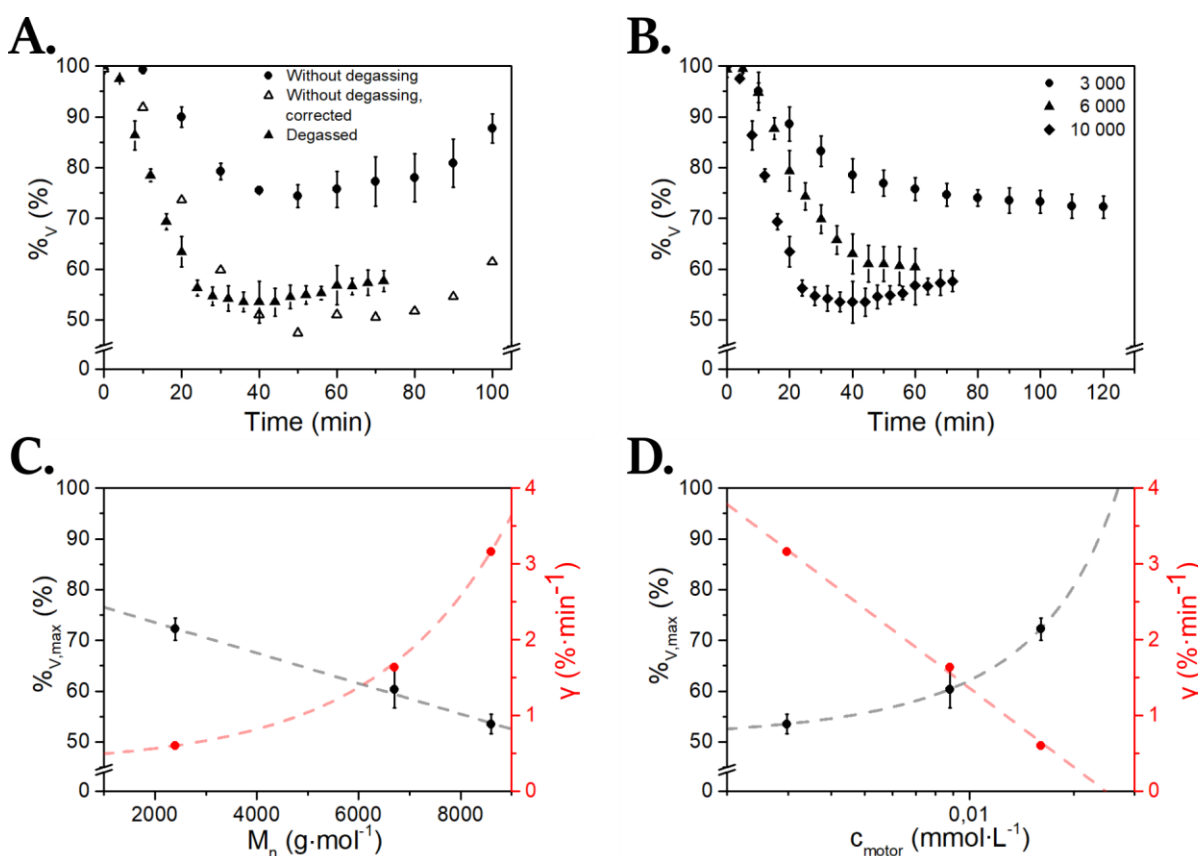 A.
100
90
80
70
60
50
0
%V (%)
Without degassing
Without degassing,
corrected
Degassed
0 20 40 60 80 100
Time (min)
B.
100
90
80
70
60
50
0
%V (%)
3 000
6 000
10 000
0 20 40 60 80 100 120
Time (min)
C.
100
90
80
70
60
50
0
%V,max (%)
4
3
2
1
0
γ (%·min⁻¹)
2000 4000 6000 8000
Mn (g·mol⁻¹)
D.
100
90
80
70
60
50
0
%V,max (%)
4
3
2
1
0
γ (%·min⁻¹)
0,01
cmotor (mmol·L⁻¹)